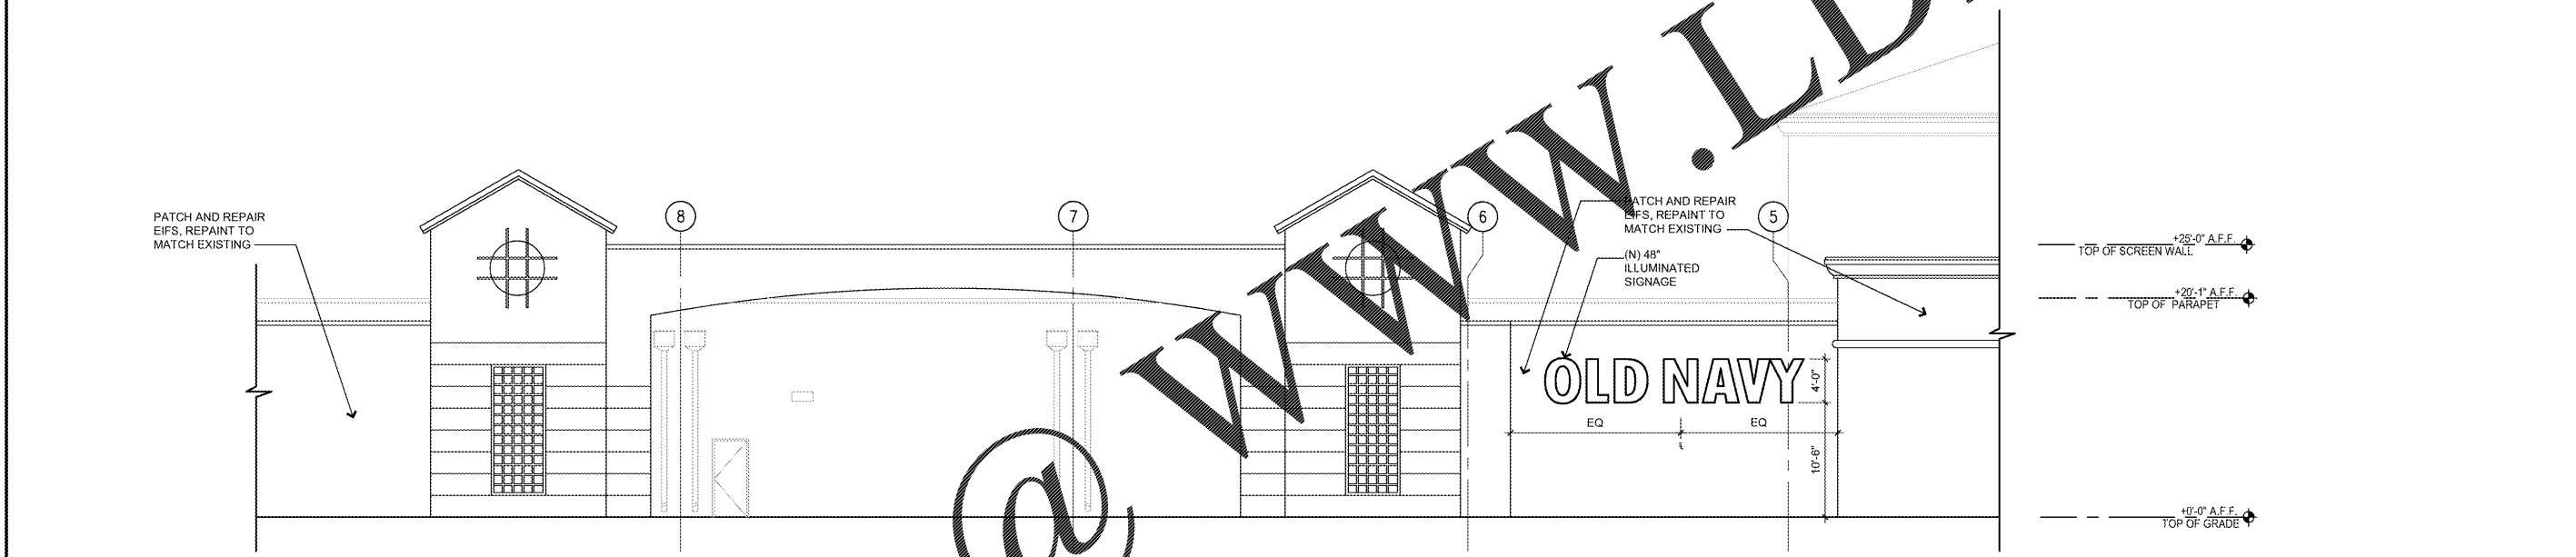 @ WWW.LD
PATCH AND REPAIR
EIFS, REPAINT TO
MATCH EXISTING
8
7
6
5
PATCH AND REPAIR
EIFS, REPAINT TO
MATCH EXISTING
(N) 48"
ILLUMINATED
SIGNAGE
OLD NAVY
4'-0"
EQ
EQ
10'-6"
+25'-0" A.F.F.
TOP OF SCREEN WALL
+20'-1" A.F.F.
TOP OF PARAPET
+0'-0" A.F.F.
TOP OF GRADE